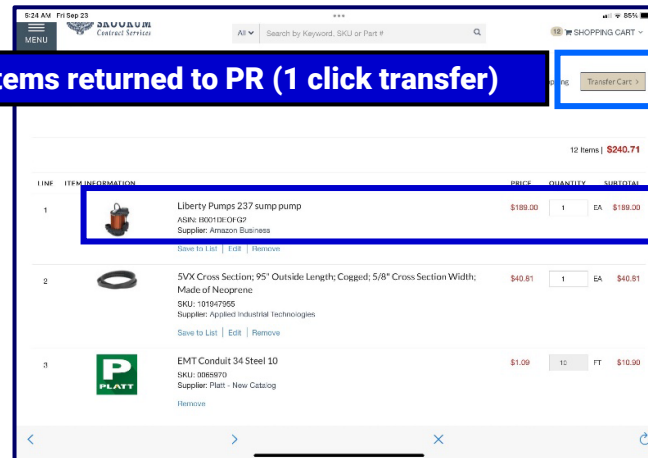 5:24 AM Fri Sep 23
85%
MENU
SKOOKUM
Contract Services
All
Search by Keyword, SKU or Part #
12
SHOPPING CART
tems returned to PR (1 click transfer)
Transfer Cart >
12 Items | $240.71
LINE ITEM INFORMATION PRICE QUANTITY SUBTOTAL
1
Liberty Pumps 237 sump pump
ASIN: B001DEOFG2
Supplier: Amazon Business
Save to List | Edit | Remove
$189.00 1 EA $189.00
2
5VX Cross Section; 95" Outside Length; Cogged; 5/8" Cross Section Width;
Made of Neoprene
SKU: 101947955
Supplier: Applied Industrial Technologies
Save to List | Edit | Remove
$40.81 1 EA $40.81
3
PLATT
EMT Conduit 34 Steel 10
SKU: 0065970
Supplier: Platt - New Catalog
Remove
$1.09 10 FT $10.90